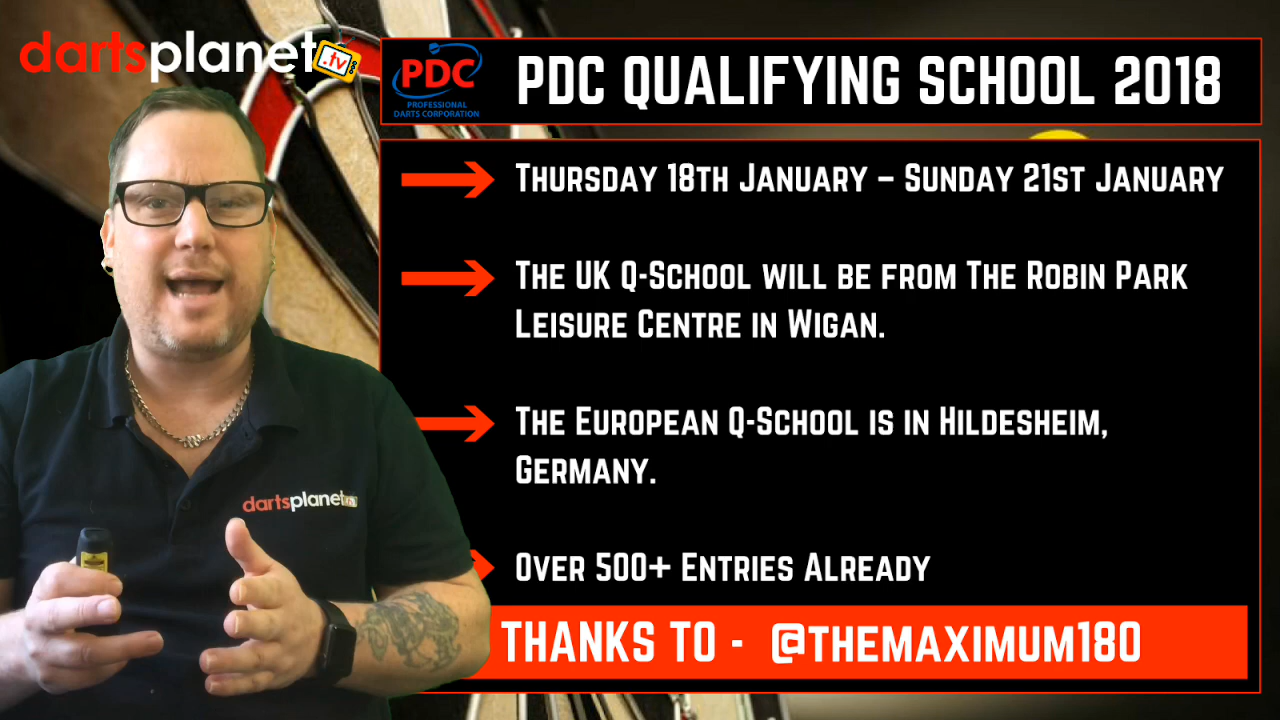 dartsplanet.tv
PDC
PROFESSIONAL
DARTS CORPORATION
PDC QUALIFYING SCHOOL 2018
THURSDAY 18TH JANUARY – SUNDAY 21ST JANUARY
THE UK Q-SCHOOL WILL BE FROM THE ROBIN PARK
LEISURE CENTRE IN WIGAN.
THE EUROPEAN Q-SCHOOL IS IN HILDESHEIM,
GERMANY.
OVER 500+ ENTRIES ALREADY
THANKS TO - @THEMAXIMUM180
dartsplanet